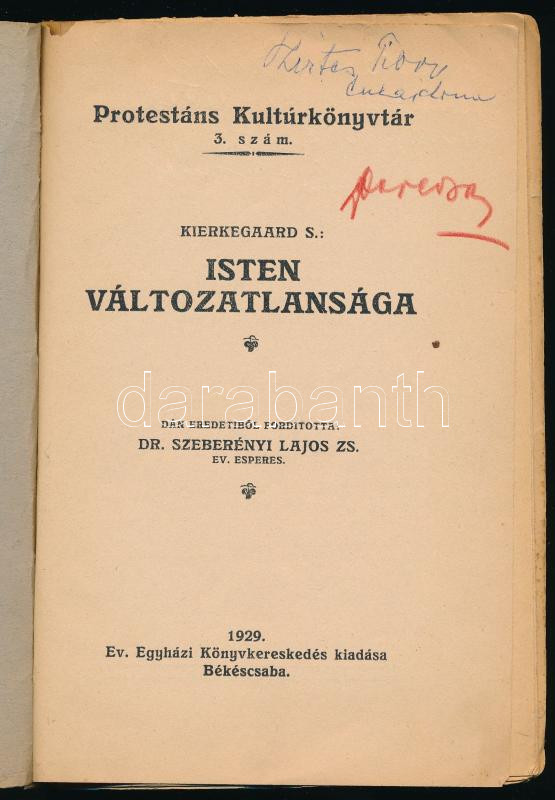 Protestáns Kultúrkönyvtár
3. szám.
KIERKEGAARD S.:
ISTEN
VÁLTOZATLANSÁGA
darabanth
DÁN EREDETIBŐL FORDITOTTA:
DR. SZEBERÉNYI LAJOS ZS.
EV. ESPERES.
1929.
Ev. Egyházi Könyvkereskedés kiadása
Békéscsaba.